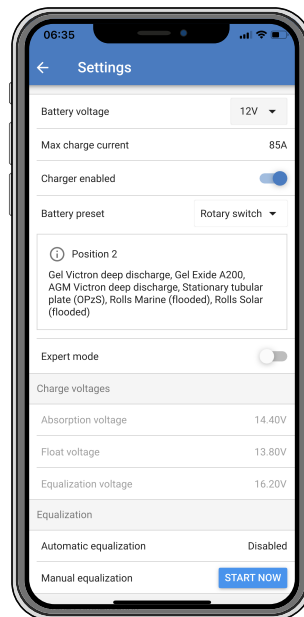 06:35
Settings
Battery voltage 12V
Max charge current 85A
Charger enabled
Battery preset Rotary switch
Position 2
Gel Victron deep discharge, Gel Exide A200,
AGM Victron deep discharge, Stationary tubular
plate (OPzS), Rolls Marine (flooded), Rolls Solar
(flooded)
Expert mode
Charge voltages
Absorption voltage 14.40V
Float voltage 13.80V
Equalization voltage 16.20V
Equalization
Automatic equalization Disabled
Manual equalization START NOW